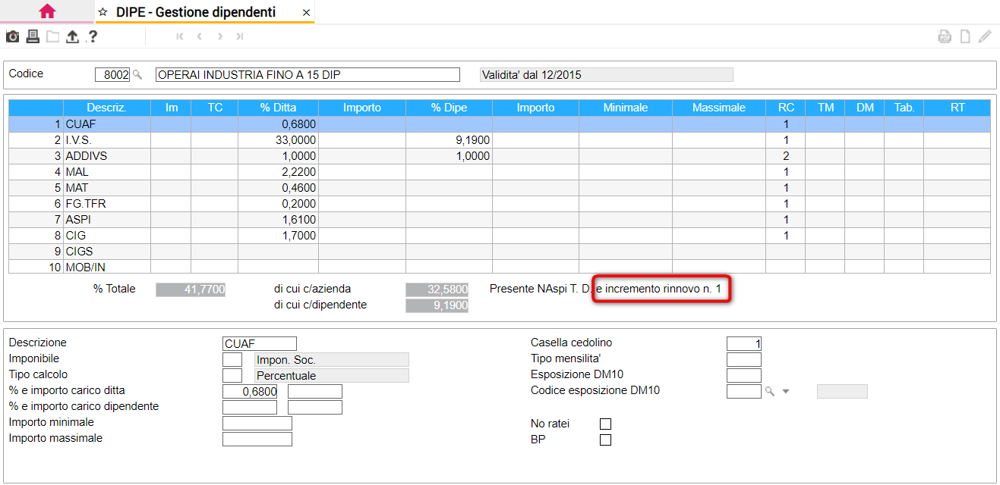 ☆ DIPE - Gestione dipendenti ×
?
Codice 8002 OPERAI INDUSTRIA FINO A 15 DIP Validita' dal 12/2015
Descriz. Im TC % Ditta Importo % Dipe Importo Minimale Massimale RC TM DM Tab. RT
1 CUAF 0,6800 1
2 I.V.S. 33,0000 9,1900 1
3 ADDIVS 1,0000 1,0000 2
4 MAL 2,2200 1
5 MAT 0,4600 1
6 FG.TFR 0,2000 1
7 ASPI 1,6100 1
8 CIG 1,7000 1
9 CIGS
10 MOB/IN
% Totale 41,7700 di cui c/azienda 32,5800 Presente NAspi T. D. e incremento rinnovo n. 1
di cui c/dipendente 9,1900
Descrizione CUAF Casella cedolino 1
Imponibile Impon. Soc. Tipo mensilita'
Tipo calcolo Percentuale Esposizione DM10
% e importo carico ditta 0,6800 Codice esposizione DM10
% e importo carico dipendente
Importo minimale No ratei
Importo massimale BP